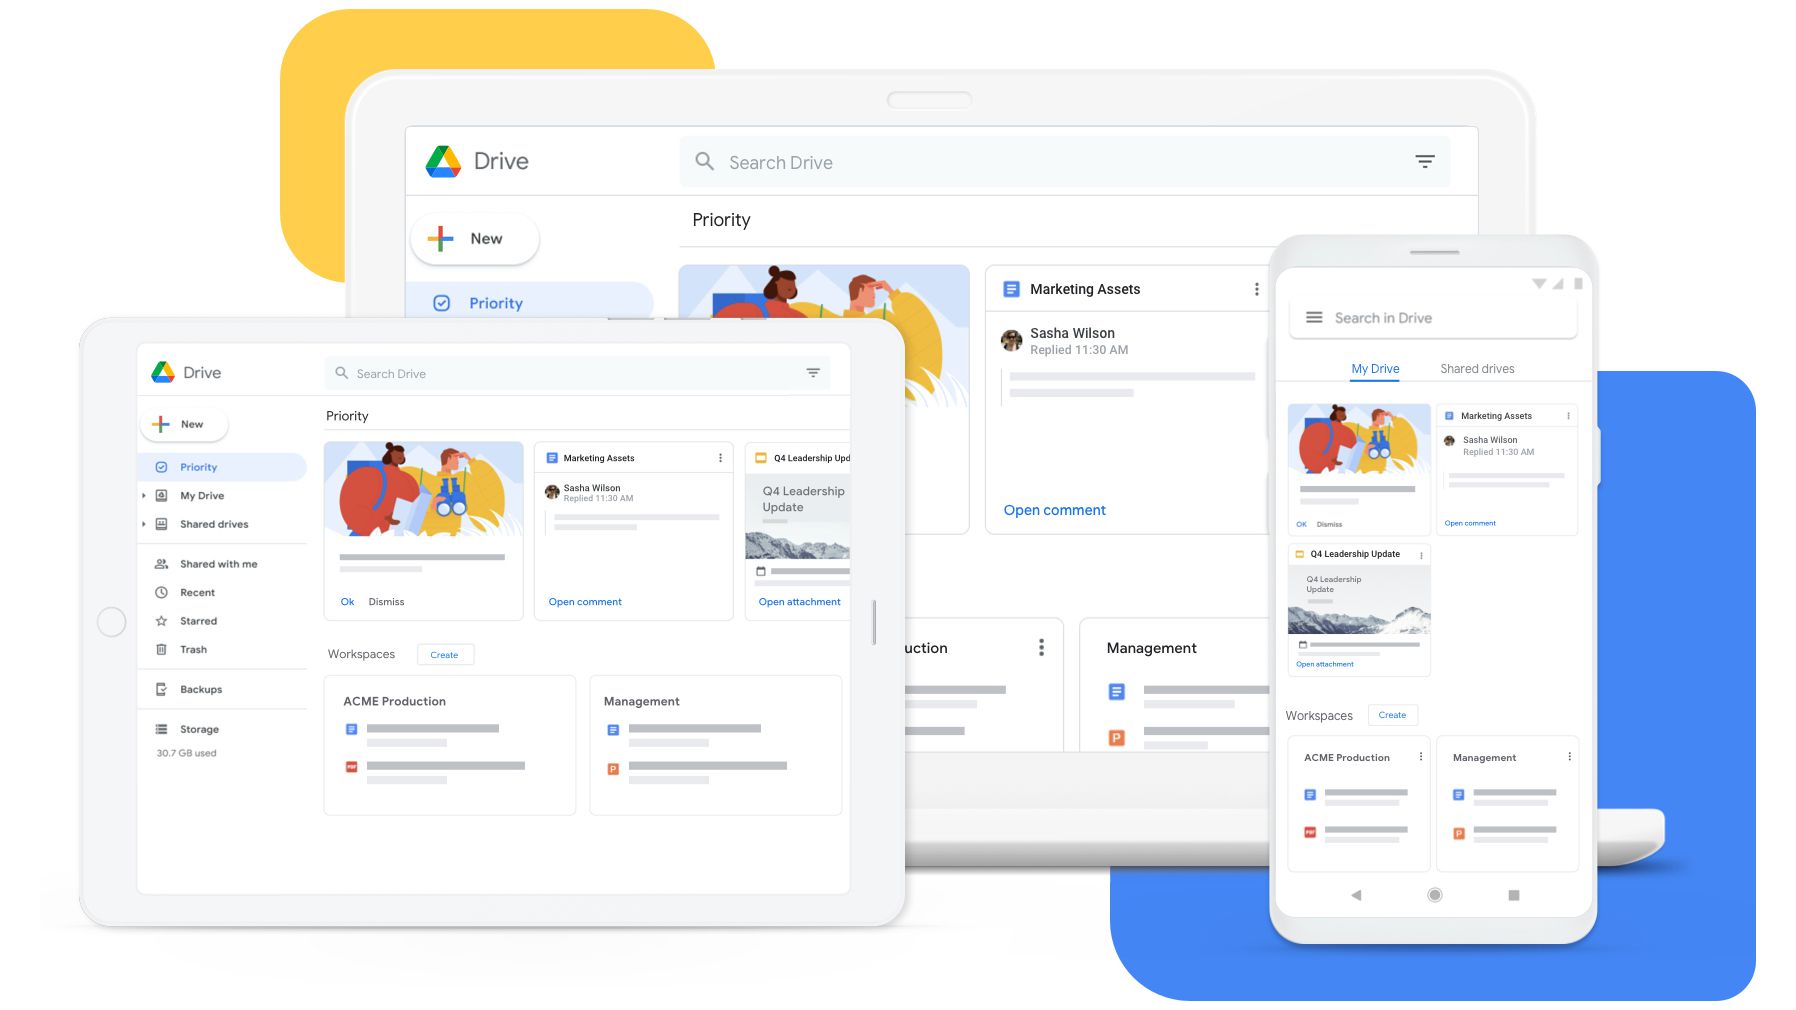 Drive
Search Drive
New
Priority
Priority
Marketing Assets
Sasha Wilson
Replied 11:30 AM
Open comment
uction
Management
P
Drive
Search Drive
New
Priority
My Drive
Shared drives
Shared with me
Recent
Starred
Trash
Backups
Storage
30.7 GB used
Priority
Ok Dismiss
Marketing Assets
Sasha Wilson
Replied 11:30 AM
Open comment
Q4 Leadership Upd
Q4 Leadership
Update
Open attachment
Workspaces Create
ACME Production
PDF
Management
P
Search in Drive
My Drive Shared drives
OK Dismiss
Marketing Assets
Sasha Wilson
Replied 11:30 AM
Open comment
Q4 Leadership Update
Q4 Leadership
Update
Open attachment
Workspaces Create
ACME Production
PDF
Management
P